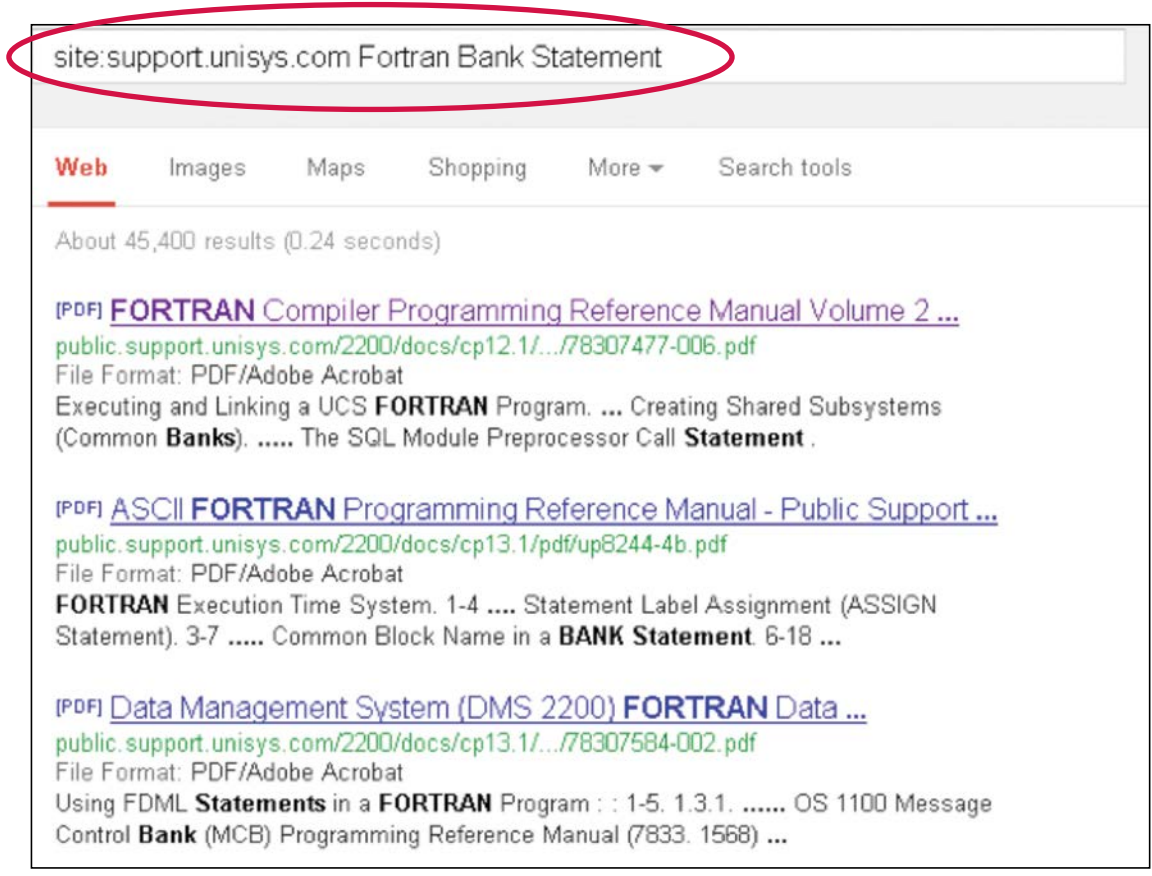 site:support.unisys.com Fortran Bank Statement
Web Images Maps Shopping More Search tools
About 45,400 results (0.24 seconds)
[PDF] FORTRAN Compiler Programming Reference Manual Volume 2 ...
public.support.unisys.com/2200/docs/cp12.1/.../78307477-006.pdf
File Format: PDF/Adobe Acrobat
Executing and Linking a UCS FORTRAN Program. ... Creating Shared Subsystems
(Common Banks). ..... The SQL Module Preprocessor Call Statement .
[PDF] ASCII FORTRAN Programming Reference Manual - Public Support ...
public.support.unisys.com/2200/docs/cp13.1/pdf/up8244-4b.pdf
File Format: PDF/Adobe Acrobat
FORTRAN Execution Time System. 1-4 .... Statement Label Assignment (ASSIGN
Statement). 3-7 ..... Common Block Name in a BANK Statement. 6-18 ...
[PDF] Data Management System (DMS 2200) FORTRAN Data ...
public.support.unisys.com/2200/docs/cp13.1/.../78307584-002.pdf
File Format: PDF/Adobe Acrobat
Using FDML Statements in a FORTRAN Program : : 1-5. 1.3.1. ...... OS 1100 Message
Control Bank (MCB) Programming Reference Manual (7833. 1568) ...